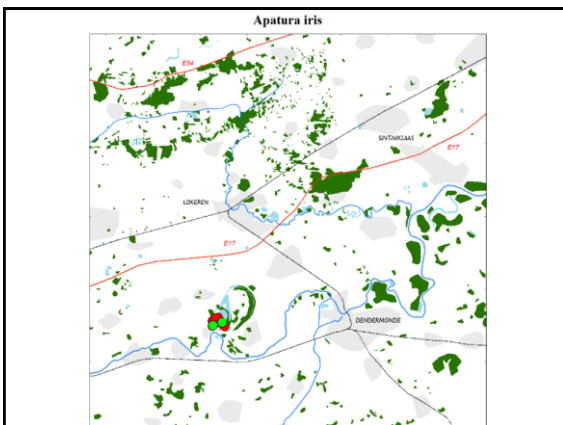 Apatura iris
E34
SINT-NIKLAAS
E17
LOKEREN
E17
DENDERMONDE